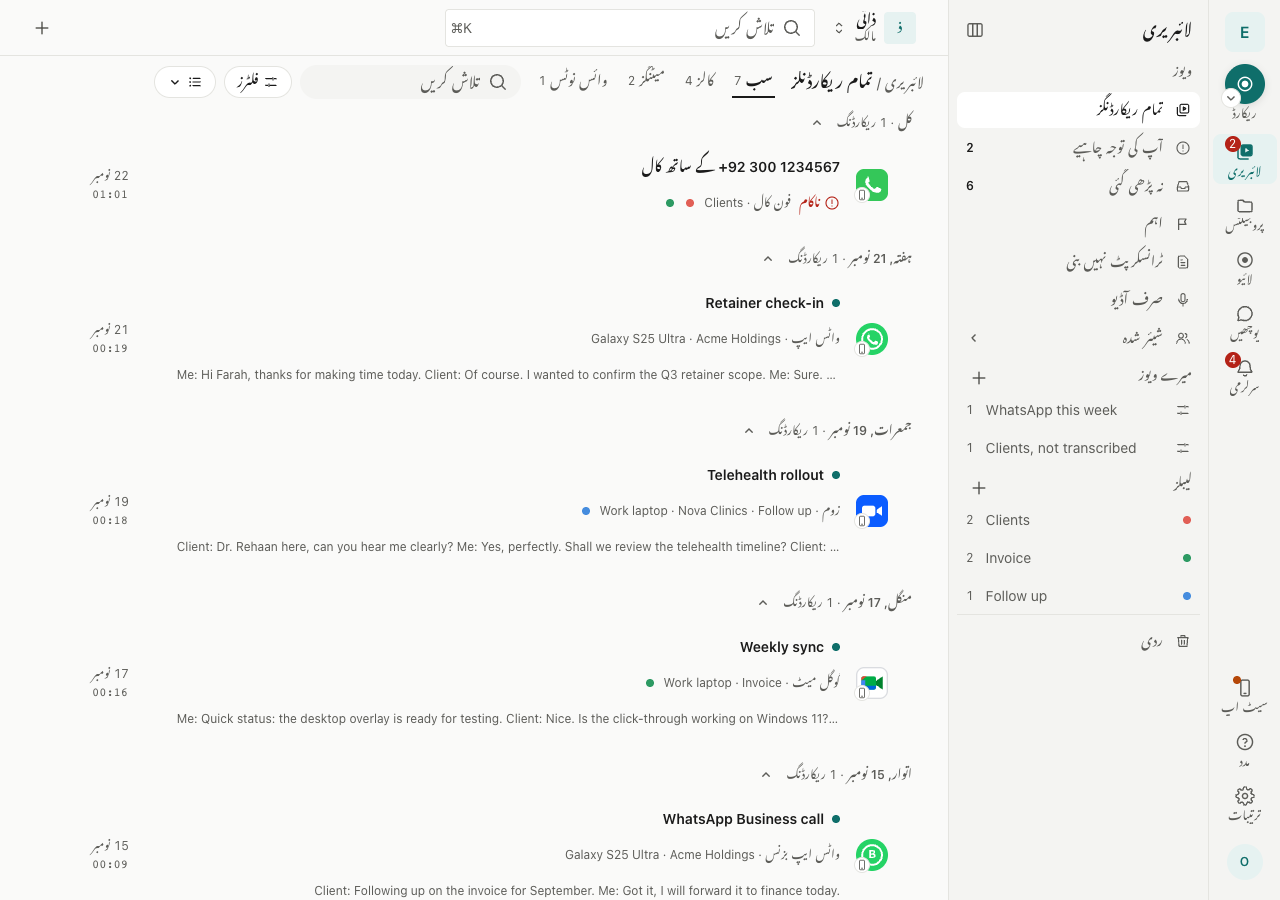 E
ریکارڈ
2
لائبریری
پروجیکٹس
لائیو
پوچھیں
4
سرگرمی
سیٹ اپ
مدد
ترتیبات
O
لائبریری
ویوز
تمام ریکارڈنگز
آپ کی توجہ چاہیے 2
نہ پڑھی گئی 6
اہم
ٹرانسکرپٹ نہیں بنی
صرف آڈیو
شیئر شدہ
میرے ویوز
WhatsApp this week 1
Clients, not transcribed 1
لیبلز
Clients 2
Invoice 2
Follow up 1
ردی
ذ
ذاتی
مالک
تلاش کریں ⌘K
لائبریری / تمام ریکارڈنگز
سب 7
کالز 4
میٹنگز 2
وائس نوٹس 1
تلاش کریں
فلٹرز
کل · 1 ریکارڈنگ
+92 300 1234567 کے ساتھ کال
ناکام فون کال · Clients
22 نومبر
01:01
ہفتہ, 21 نومبر · 1 ریکارڈنگ
Retainer check-in
واٹس ایپ · Galaxy S25 Ultra · Acme Holdings
Me: Hi Farah, thanks for making time today. Client: Of course. I wanted to confirm the Q3 retainer scope. Me: Sure. ...
21 نومبر
00:19
جمعرات, 19 نومبر · 1 ریکارڈنگ
Telehealth rollout
زوم · Work laptop · Nova Clinics · Follow up
Client: Dr. Rehaan here, can you hear me clearly? Me: Yes, perfectly. Shall we review the telehealth timeline? Client: ...
19 نومبر
00:18
منگل, 17 نومبر · 1 ریکارڈنگ
Weekly sync
گوگل میٹ · Work laptop · Invoice
Me: Quick status: the desktop overlay is ready for testing. Client: Nice. Is the click-through working on Windows 11?...
17 نومبر
00:16
اتوار, 15 نومبر · 1 ریکارڈنگ
WhatsApp Business call
واٹس ایپ بزنس · Galaxy S25 Ultra · Acme Holdings
Client: Following up on the invoice for September. Me: Got it, I will forward it to finance today.
15 نومبر
00:09